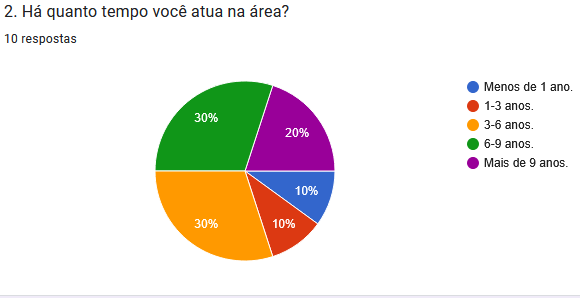 2. Há quanto tempo você atua na área?
10 respostas
30%
20%
10%
10%
30%
Menos de 1 ano.
1-3 anos.
3-6 anos.
6-9 anos.
Mais de 9 anos.